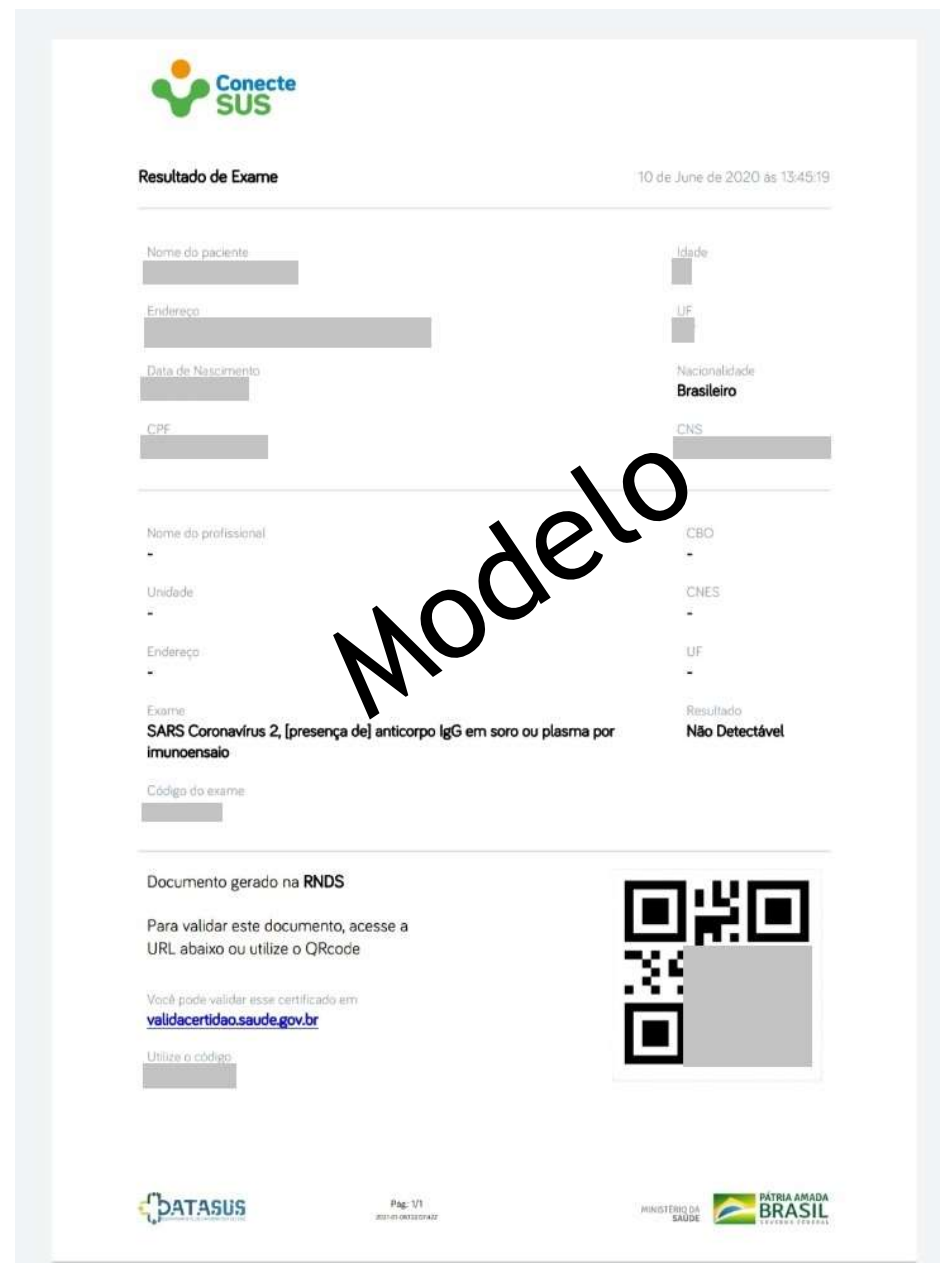 Conecte
SUS
Resultado de Exame
10 de June de 2020 às 13:45:19
Nome do paciente
Idade
Endereço
UF
Data de Nascimento
Nacionalidade
Brasileiro
CPF
CNS
Modelo
Nome do profissional
CBO
-
-
Unidade
CNES
-
-
Endereço
UF
-
-
Exame
Resultado
SARS Coronavírus 2, [presença de] anticorpo IgG em soro ou plasma por
Não Detectável
imunoensaio
Código do exame
Documento gerado na RNDS
Para validar este documento, acesse a
URL abaixo ou utilize o QRcode
Você pode validar esse certificado em
validacertidao.saude.gov.br
Utilize o código
DATASUS
Pág: 1/1
MINISTÉRIO DA
SAÚDE
PÁTRIA AMADA
BRASIL
GOVERNO FEDERAL